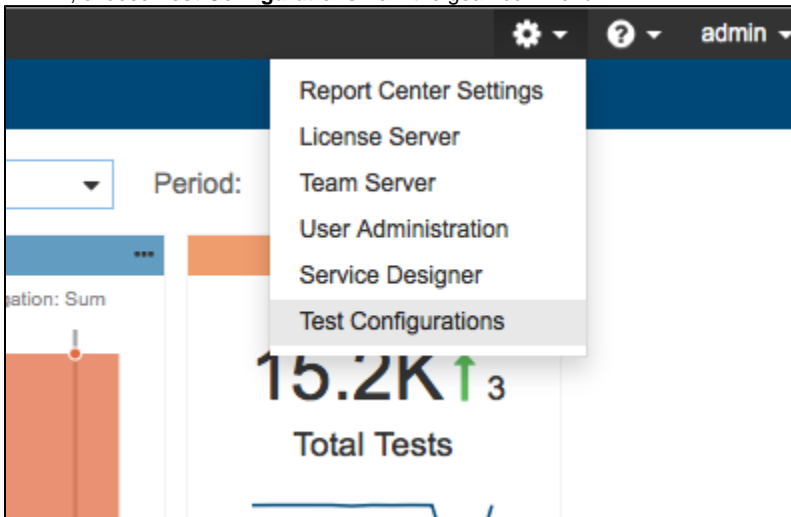 admin
Report Center Settings
License Server
Team Server
User Administration
Service Designer
Test Configurations
Period:
gation: Sum
15.2K 3
Total Tests